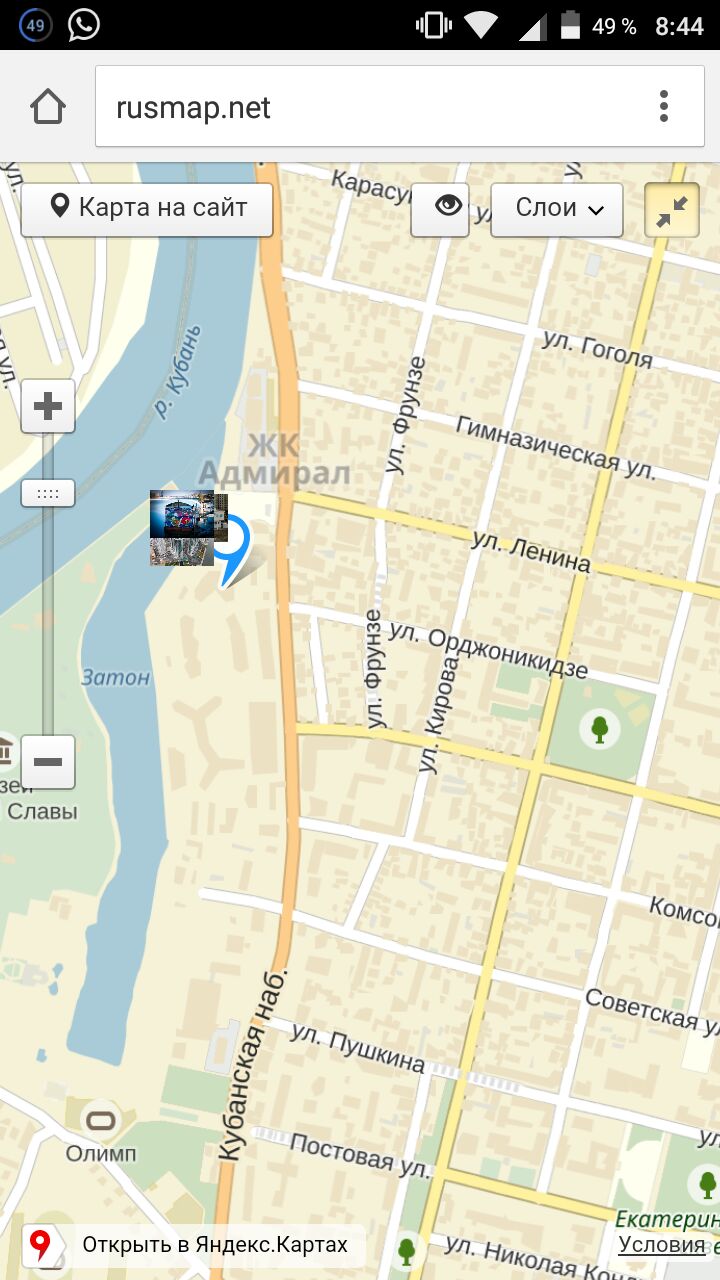 49
49 %
8:44
rusmap.net
ул.
Карта на сайт
Карасу
Слои
р. Кубань
ул. Гоголя
ул. Фрунзе
Гимназическая ул.
ЖК
Адмирал
ул. Ленина
ул. Орджоникидзе
ул. Фрунзе
ул. Кирова
Затон
Славы
Комсо
Советская ул
Кубанская наб.
ул. Пушкина
Олимп
Постовая ул.
Екатерин
Открыть в Яндекс.Картах
Условия
ул. Николая Конд